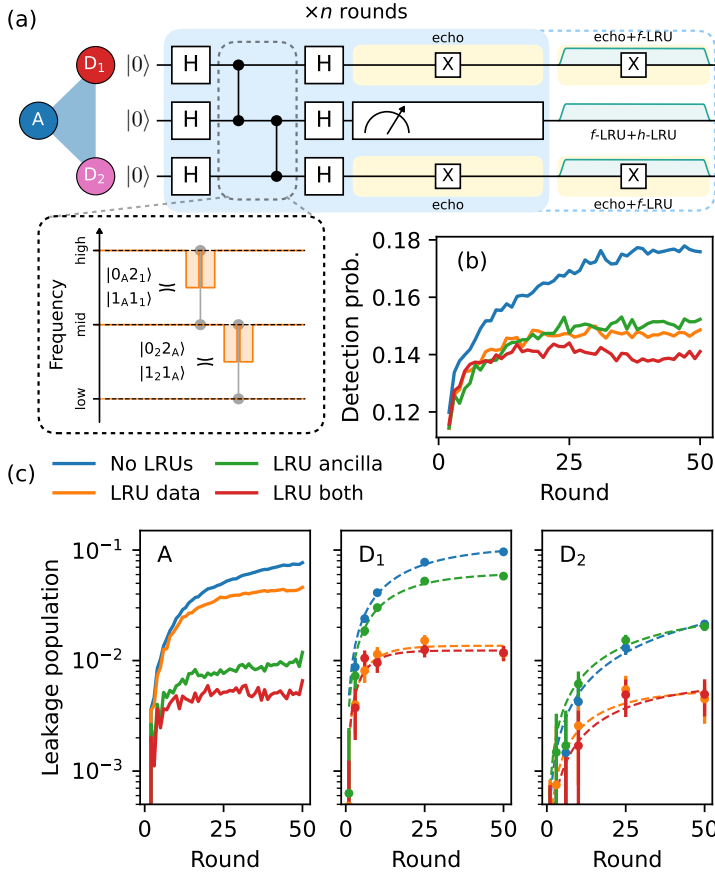 (a)
×n rounds
D1 |0⟩ H H echo X echo+f-LRU X
A |0⟩ H f-LRU+h-LRU
D2 |0⟩ H H X echo X echo+f-LRU
Frequency
high
mid
low
|0A21⟩
|1A11⟩
|022A⟩
|121A⟩
(b)
Detection prob.
0.18
0.16
0.14
0.12
0 25 50
Round
(c)
No LRUs
LRU data
LRU ancilla
LRU both
Leakage population
10−1
10−2
10−3
A
D1
D2
0 25 50
0 25 50
0 25 50
Round
Round
Round